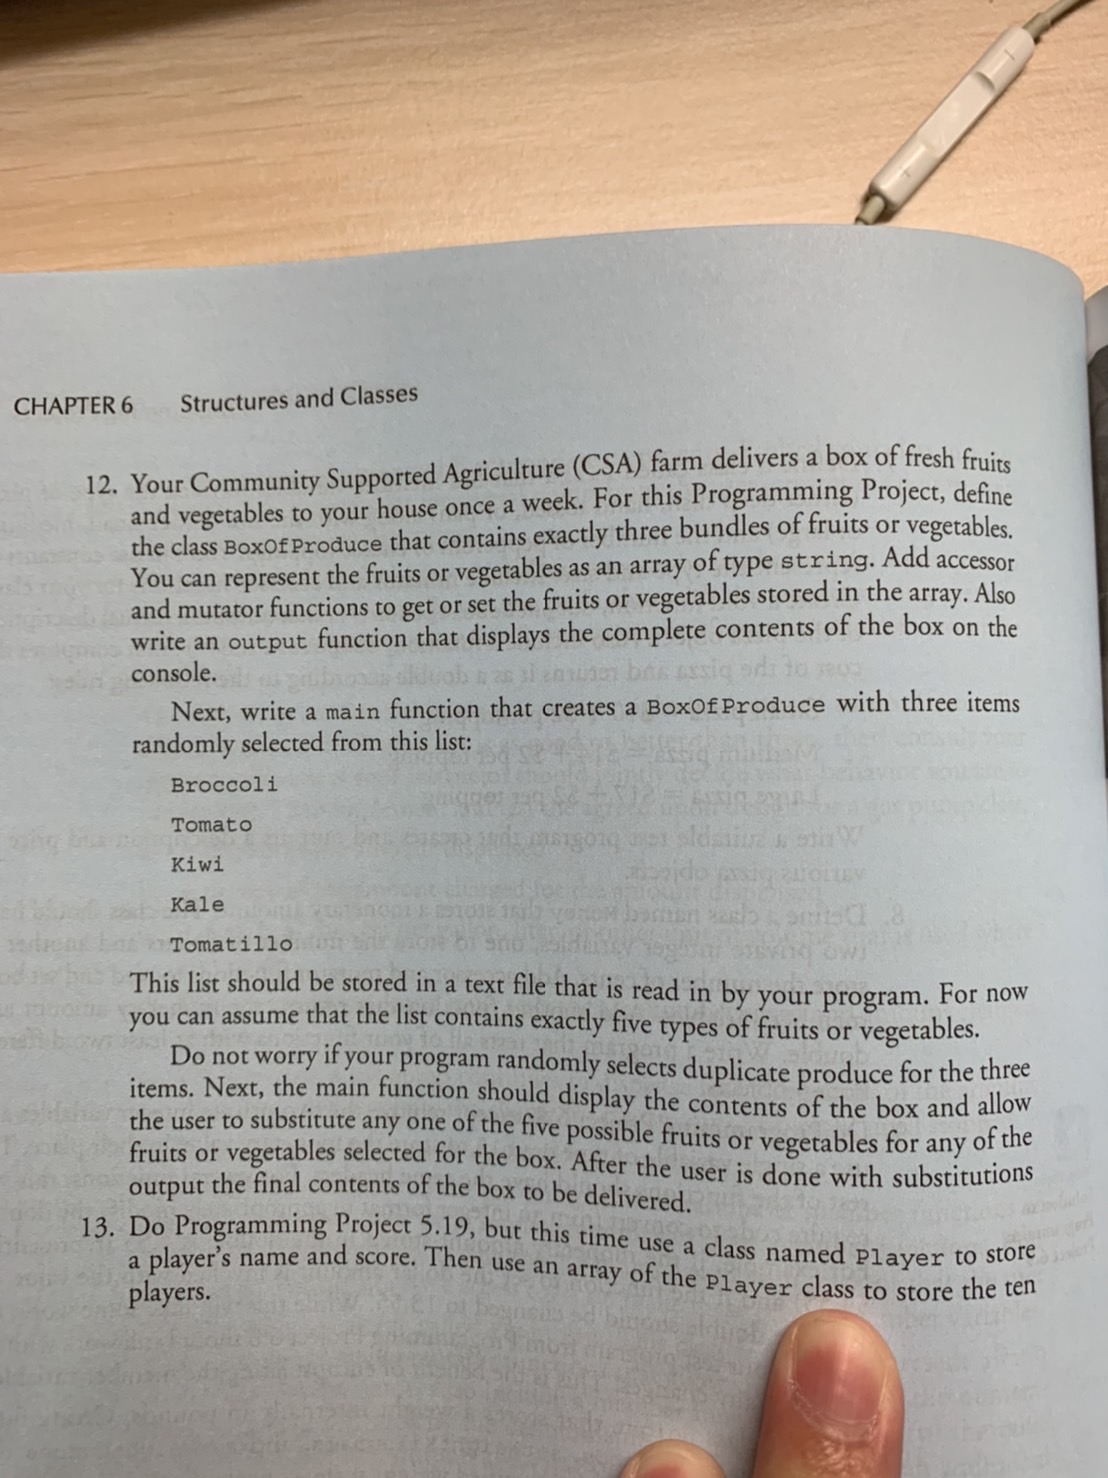 CHAPTER 6 Structures and Classes
12. Your Community Supported Agriculture (CSA) farm delivers a box of fresh fruits
and vegetables to your house once a week. For this Programming Project, define
the class BoxOfProduce that contains exactly three bundles of fruits or vegetables.
You can represent the fruits or vegetables as an array of type string. Add accessor
and mutator functions to get or set the fruits or vegetables stored in the array. Also
write an output function that displays the complete contents of the box on the
console.
Next, write a main function that creates a BoxOfProduce with three items
randomly selected from this list:
Broccoli
Tomato
Kiwi
Kale
Tomatillo
This list should be stored in a text file that is read in by your program. For now
you can assume that the list contains exactly five types of fruits or vegetables.
Do not worry if your program randomly selects duplicate produce for the three
items. Next, the main function should display the contents of the box and allow
the user to substitute any one of the five possible fruits or vegetables for any of the
fruits or vegetables selected for the box. After the user is done with substitutions
output the final contents of the box to be delivered.
13. Do Programming Project 5.19, but this time use a class named Player to store
a player's name and score. Then use an array of the Player class to store the ten
players.